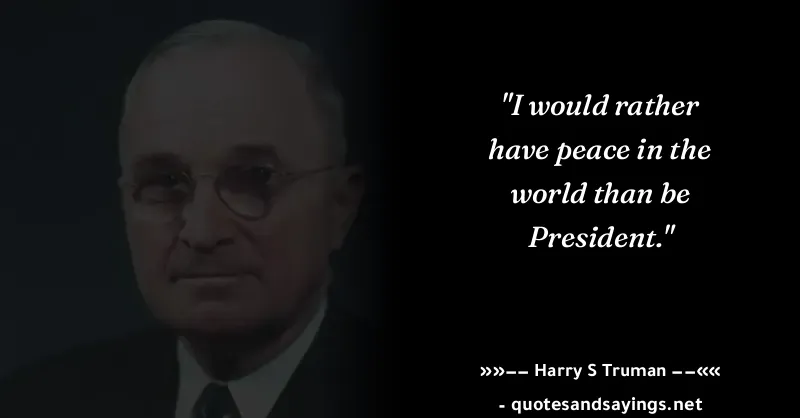 "I would rather
have peace in the
world than be
President."
»»−− Harry S Truman −−««
- quotesandsayings.net